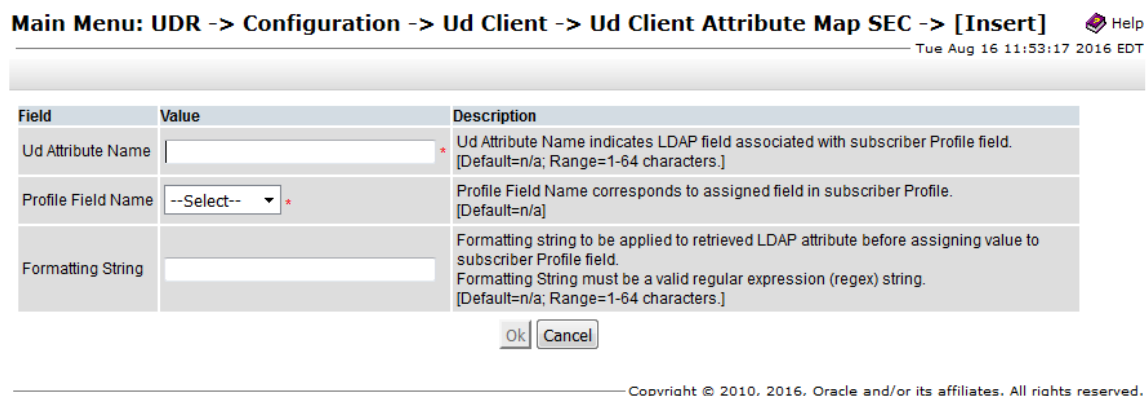 Main Menu: UDR -> Configuration -> Ud Client -> Ud Client Attribute Map SEC -> [Insert]
Help
Tue Aug 16 11:53:17 2016 EDT
Field Value Description
Ud Attribute Name * Ud Attribute Name indicates LDAP field associated with subscriber Profile field.
[Default=n/a; Range=1-64 characters.]
Profile Field Name --Select-- * Profile Field Name corresponds to assigned field in subscriber Profile.
[Default=n/a]
Formatting String
Formatting string to be applied to retrieved LDAP attribute before assigning value to
subscriber Profile field.
Formatting String must be a valid regular expression (regex) string.
[Default=n/a; Range=1-64 characters.]
Ok Cancel
Copyright © 2010, 2016, Oracle and/or its affiliates. All rights reserved.